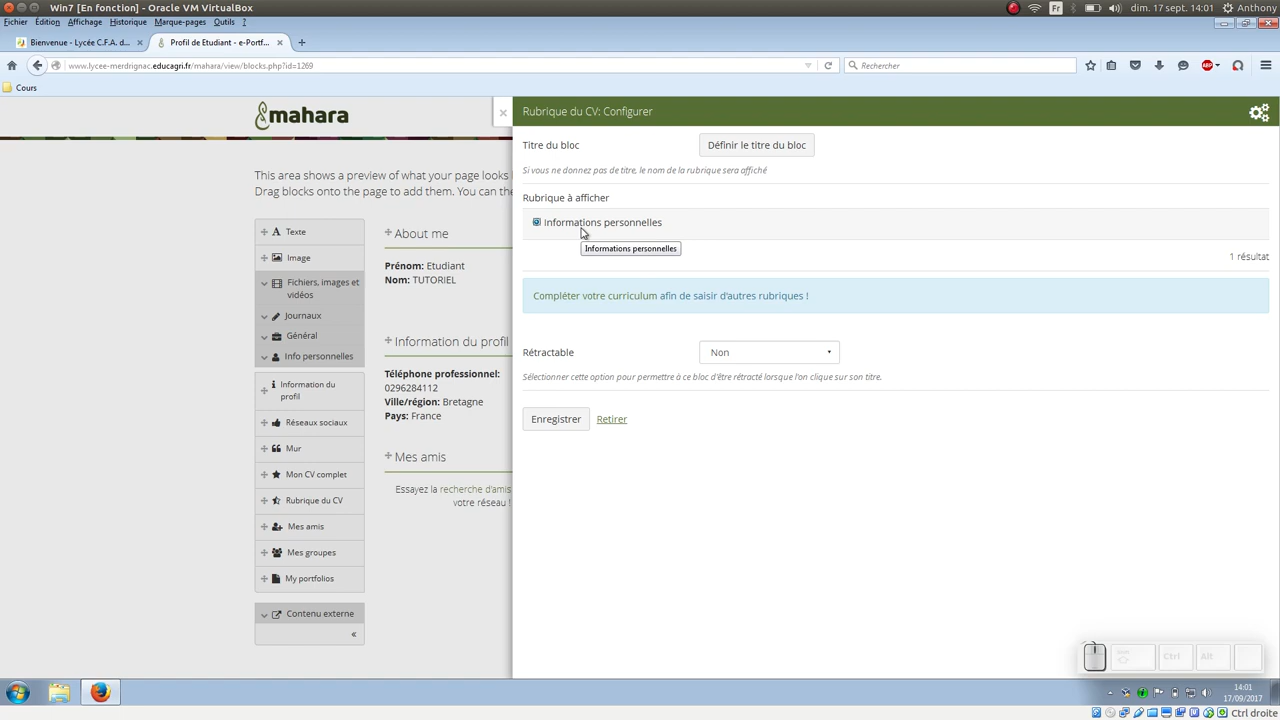 Win7 [En fonction] - Oracle VM VirtualBox
Fr
dim. 17 sept. 14:01
Anthony
Fichier Édition Affichage Historique Marque-pages Outils ?
Bienvenue - Lycée C.F.A. d... ×
Profil de Etudiant - e-Portf... ×
www.lycee-merdrignac.educagri.fr/mahara/view/blocks.php?id=1269
Rechercher
ABP
Cours
mahara
×
Rubrique du CV: Configurer
This area shows a preview of what your page looks
Drag blocks onto the page to add them. You can the
Texte
Image
Fichiers, images et
vidéos
Journaux
Général
Info personnelles
Information du
profil
Réseaux sociaux
Mur
Mon CV complet
Rubrique du CV
Mes amis
Mes groupes
My portfolios
Contenu externe
«
About me
Prénom: Etudiant
Nom: TUTORIEL
Information du profil
Téléphone professionnel:
0296284112
Ville/région: Bretagne
Pays: France
Mes amis
Essayez la recherche d'amis
votre réseau !
Titre du bloc
Définir le titre du bloc
Si vous ne donnez pas de titre, le nom de la rubrique sera affiché
Rubrique à afficher
Informations personnelles
Informations personnelles
1 résultat
Compléter votre curriculum afin de saisir d'autres rubriques !
Rétractable
Non
Sélectionner cette option pour permettre à ce bloc d'être rétracté lorsque l'on clique sur son titre.
Enregistrer
Retirer
Ctrl
Alt
14:01
17/09/2017
Ctrl droite